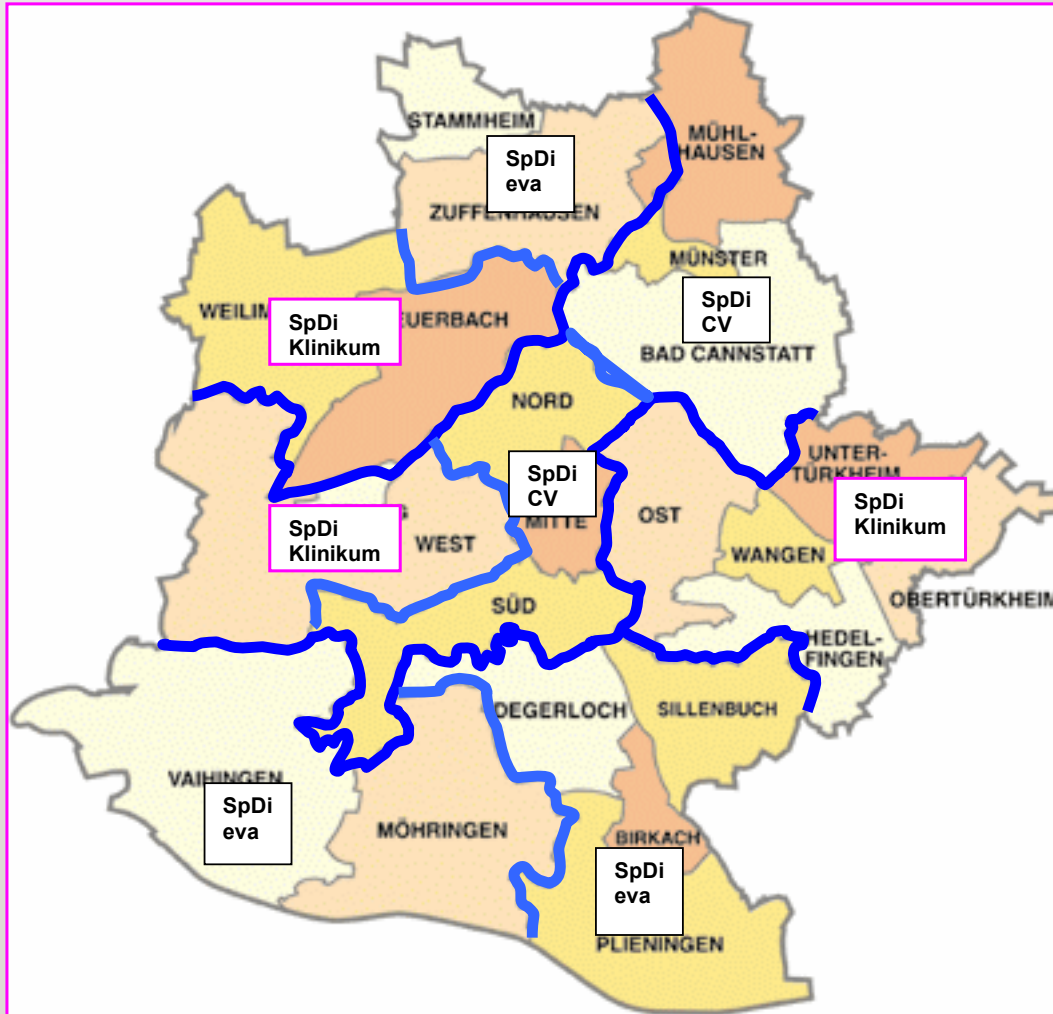 STAMMHEIM
MÜHL-
HAUSEN
SpDi
eva
ZUFFENHAUSEN
MÜNSTER
WEILIM
SpDi
Klinikum
EUERBACH
SpDi
CV
BAD CANNSTATT
NORD
UNTER-
TÜRKHEIM
SpDi
CV
MITTE
SpDi
Klinikum
WEST
OST
SpDi
Klinikum
WANGEN
OBERTÜRKHEIM
SÜD
HEDEL-
FINGEN
DEGERLOCH
SILLENBUCH
VAIHINGEN
SpDi
eva
MÖHRINGEN
BIRKACH
SpDi
eva
PLIENINGEN